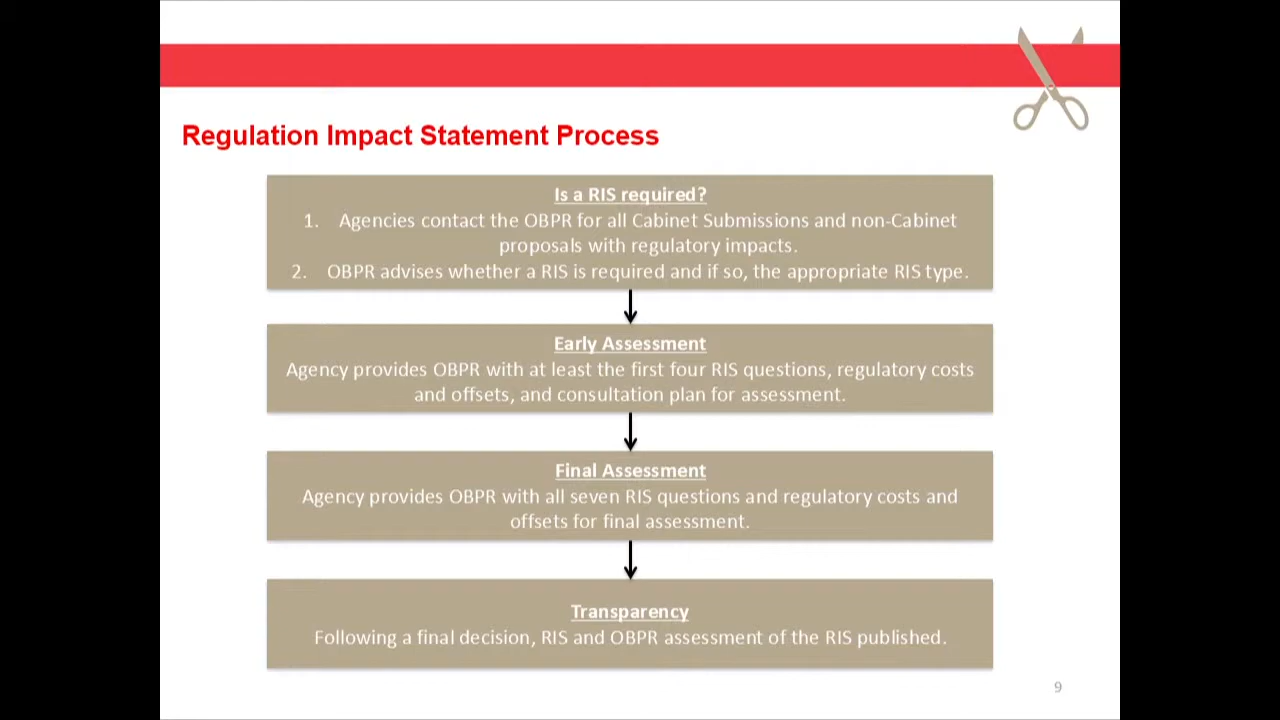 Regulation Impact Statement Process
Is a RIS required?
1. Agencies contact the OBPR for all Cabinet Submissions and non-Cabinet
proposals with regulatory impacts.
2. OBPR advises whether a RIS is required and if so, the appropriate RIS type.
Early Assessment
Agency provides OBPR with at least the first four RIS questions, regulatory costs
and offsets, and consultation plan for assessment.
Final Assessment
Agency provides OBPR with all seven RIS questions and regulatory costs and
offsets for final assessment.
Transparency
Following a final decision, RIS and OBPR assessment of the RIS published.
9